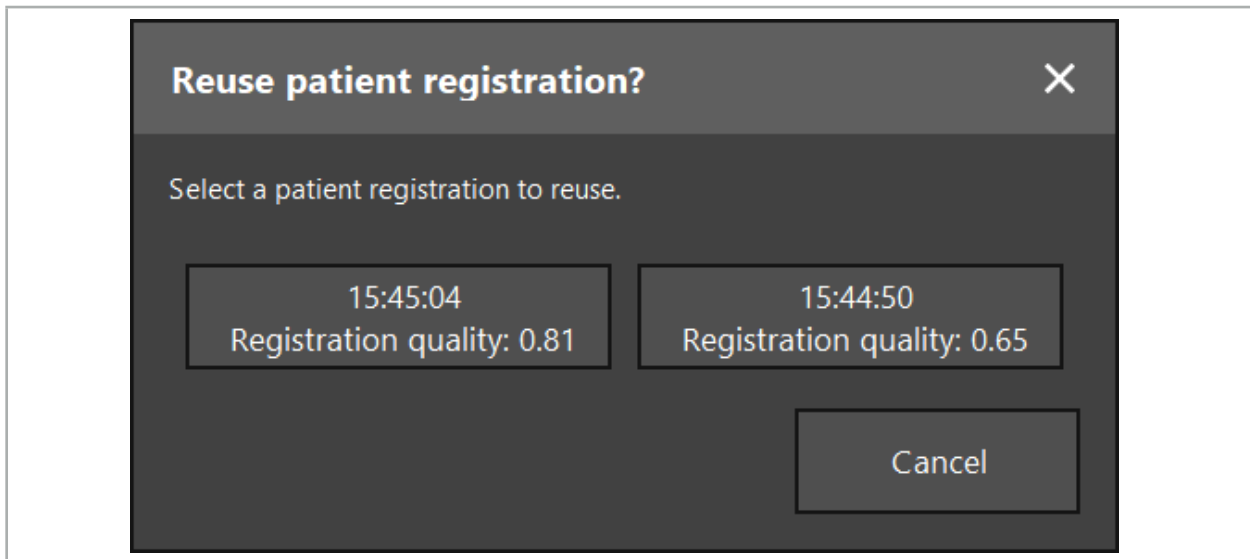 Reuse patient registration?
Select a patient registration to reuse.
15:45:04
Registration quality: 0.81
15:44:50
Registration quality: 0.65
Cancel